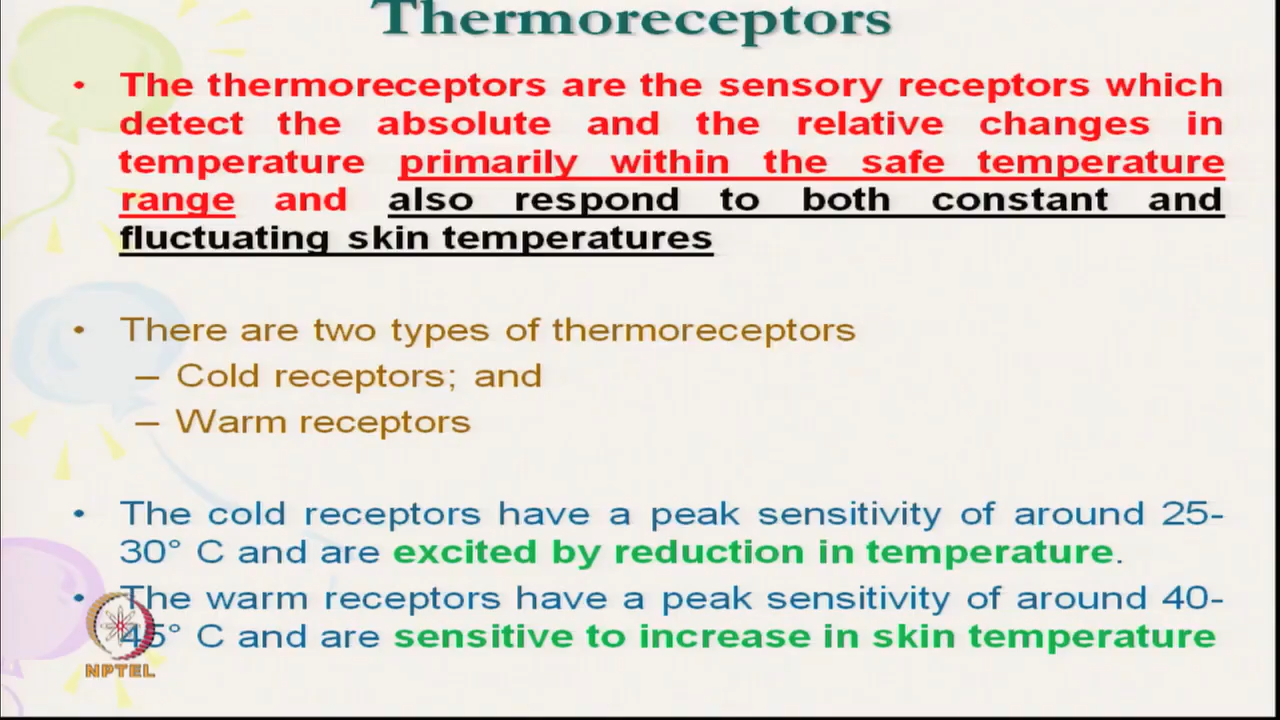 Thermoreceptors
• The thermoreceptors are the sensory receptors which
detect the absolute and the relative changes in
temperature primarily within the safe temperature
range and also respond to both constant and
fluctuating skin temperatures
• There are two types of thermoreceptors
– Cold receptors; and
– Warm receptors
• The cold receptors have a peak sensitivity of around 25-
30° C and are excited by reduction in temperature.
• The warm receptors have a peak sensitivity of around 40-
45° C and are sensitive to increase in skin temperature
NPTEL